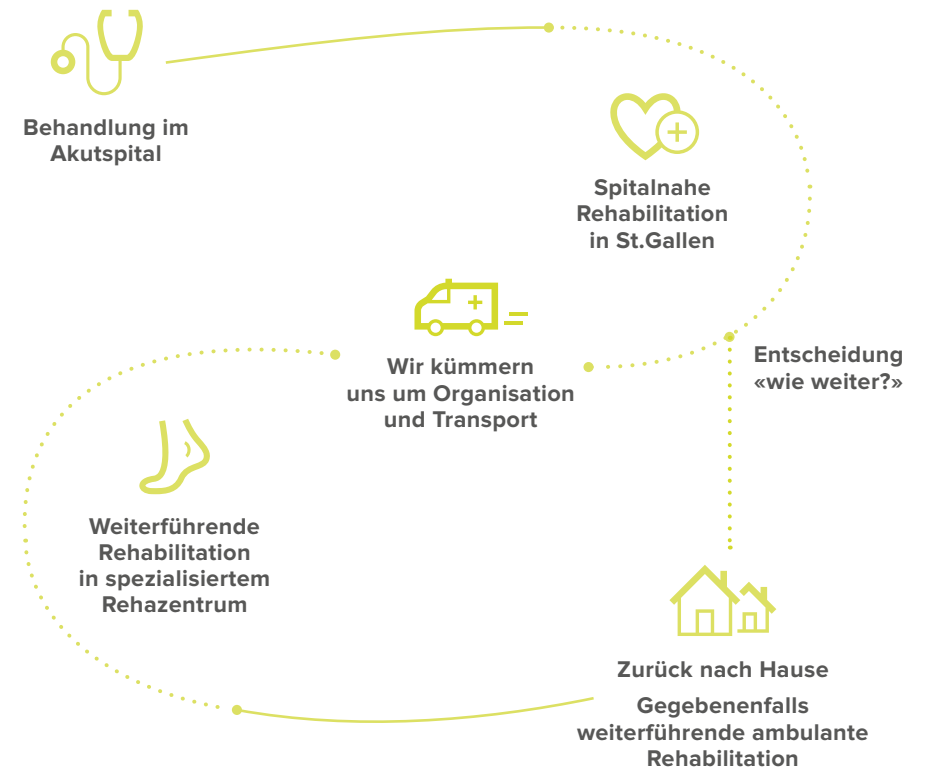 Behandlung im
Akutspital
Spitalnahe
Rehabilitation
in St.Gallen
Entscheidung
«wie weiter?»
Wir kümmern
uns um Organisation
und Transport
Weiterführende
Rehabilitation
in spezialisiertem
Rehazentrum
Zurück nach Hause
Gegebenenfalls
weiterführende ambulante
Rehabilitation